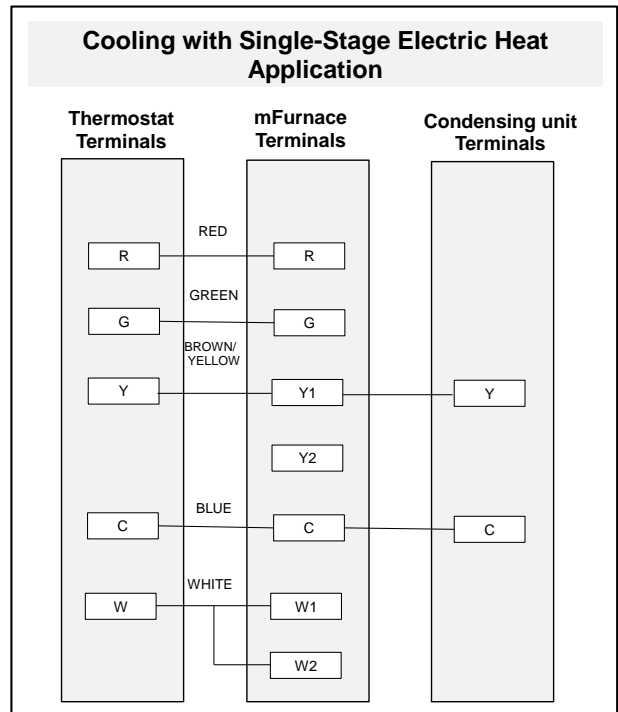 Cooling with Single-Stage Electric Heat
Application
Thermostat
Terminals
mFurnace
Terminals
Condensing unit
Terminals
RED
R
R
GREEN
G
G
BROWN/
YELLOW
Y
Y1
Y
Y2
BLUE
C
C
C
WHITE
W
W1
W2